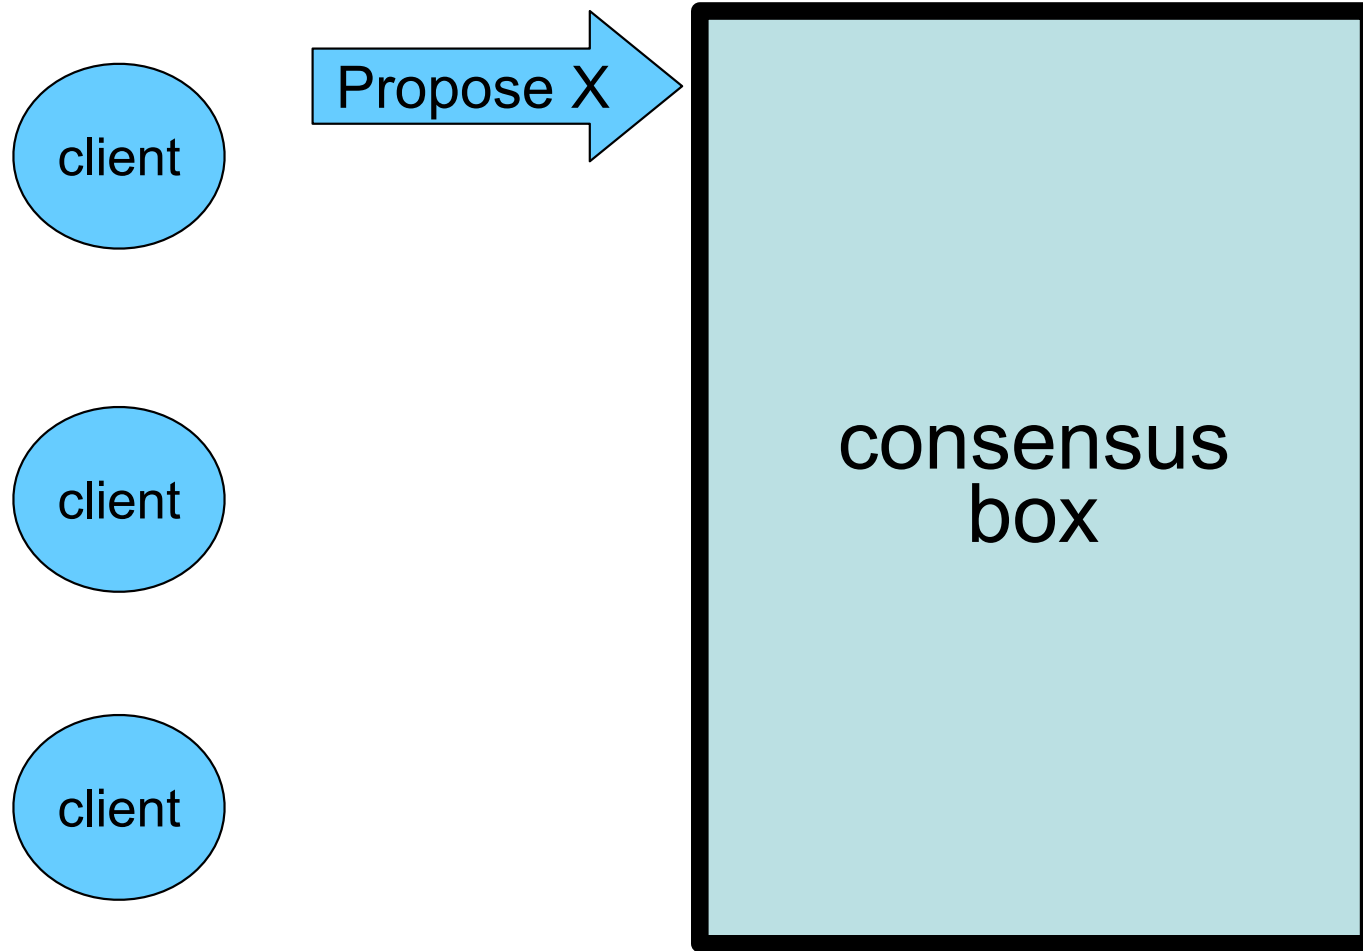 Propose X
client
client
consensus
box
client